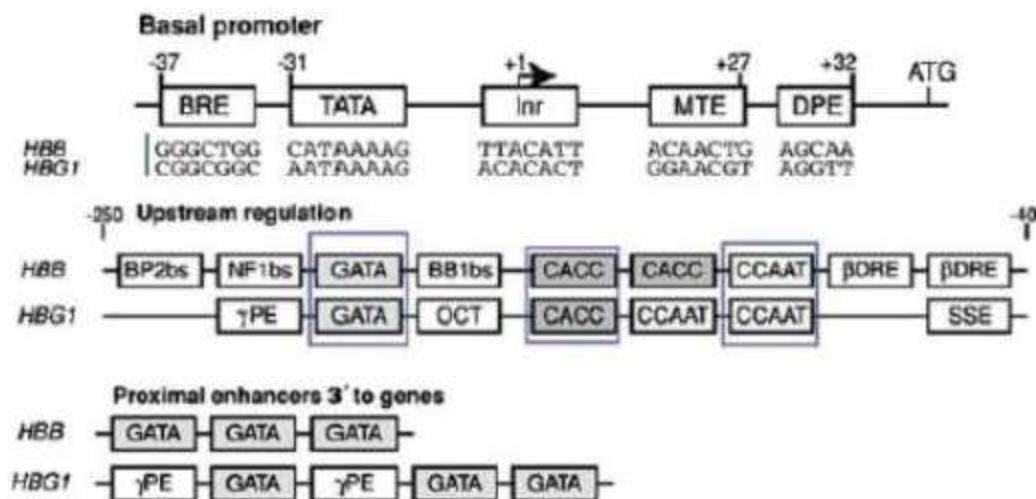 Basal promoter
-37 -31 +1 +27 +32 ATG
BRE TATA Inr MTE DPE
HBB GGGCTGG CATAAAAG TTACATT ACAACTG AGCAA
HBG1 CGGCGGC AATAAAAG ACACACT GGAACGT AGGTT
-250 Upstream regulation -40
HBB BP2bs NF1bs GATA BB1bs CACC CACC CCAAT βDRE βDRE
HBG1 γPE GATA OCT CACC CCAAT CCAAT SSE
Proximal enhancers 3′ to genes
HBB GATA GATA GATA
HBG1 γPE GATA γPE GATA GATA